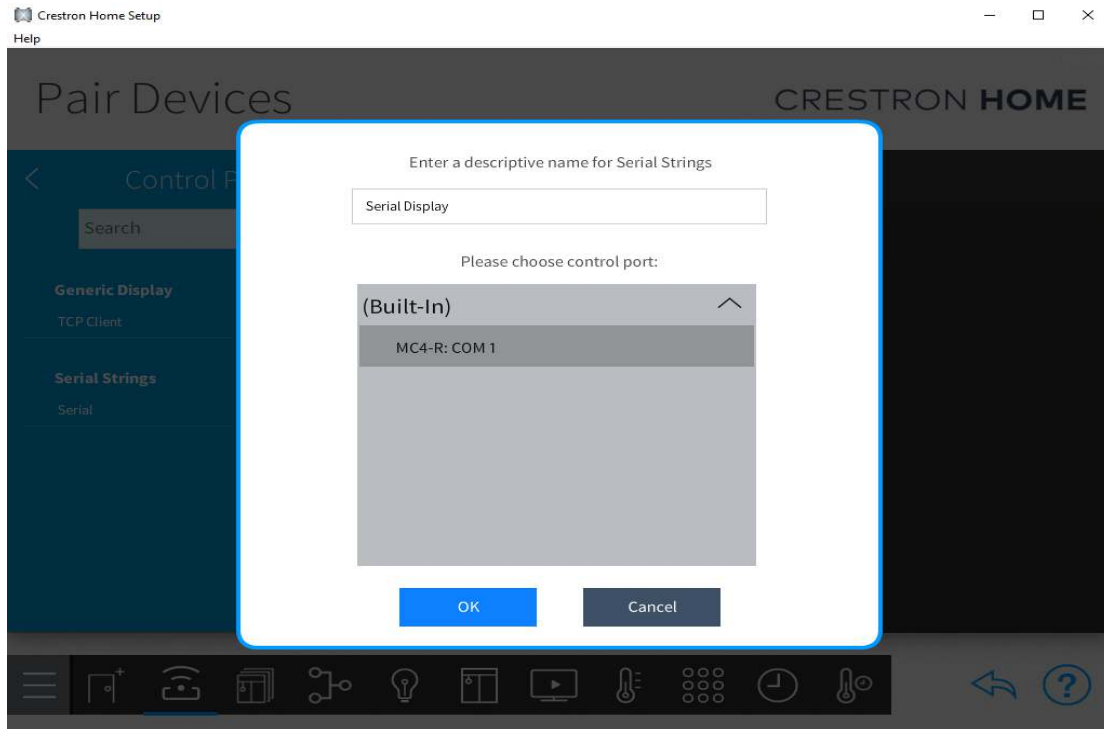 Crestron Home Setup
Help
Pair Devices
CRESTRON HOME
Control P
Search
Generic Display
TCP Client
Serial Strings
Serial
Enter a descriptive name for Serial Strings
Serial Display
Please choose control port:
(Built-In)
MC4-R: COM 1
OK
Cancel
?